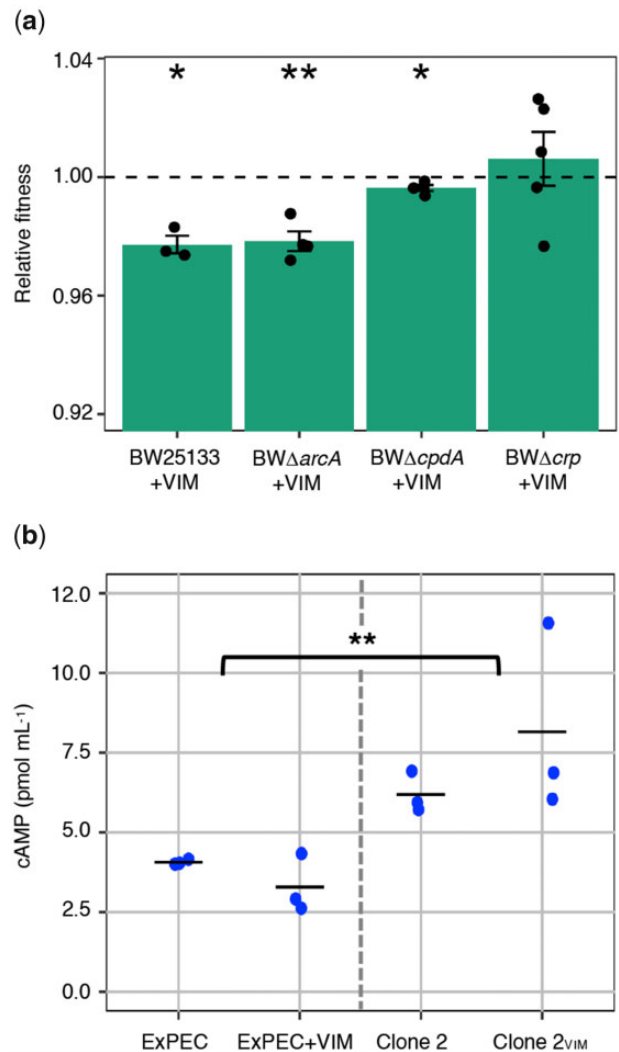 (a)
* ** *
1.04
1.00
0.96
0.92
Relative fitness
BW25133 BWΔarcA BWΔcpdA BWΔcrp
+VIM +VIM +VIM +VIM
(b)
**
12.0
10.0
7.5
5.0
2.5
0.0
cAMP (pmol mL-1)
ExPEC ExPEC+VIM Clone 2 Clone 2VIM